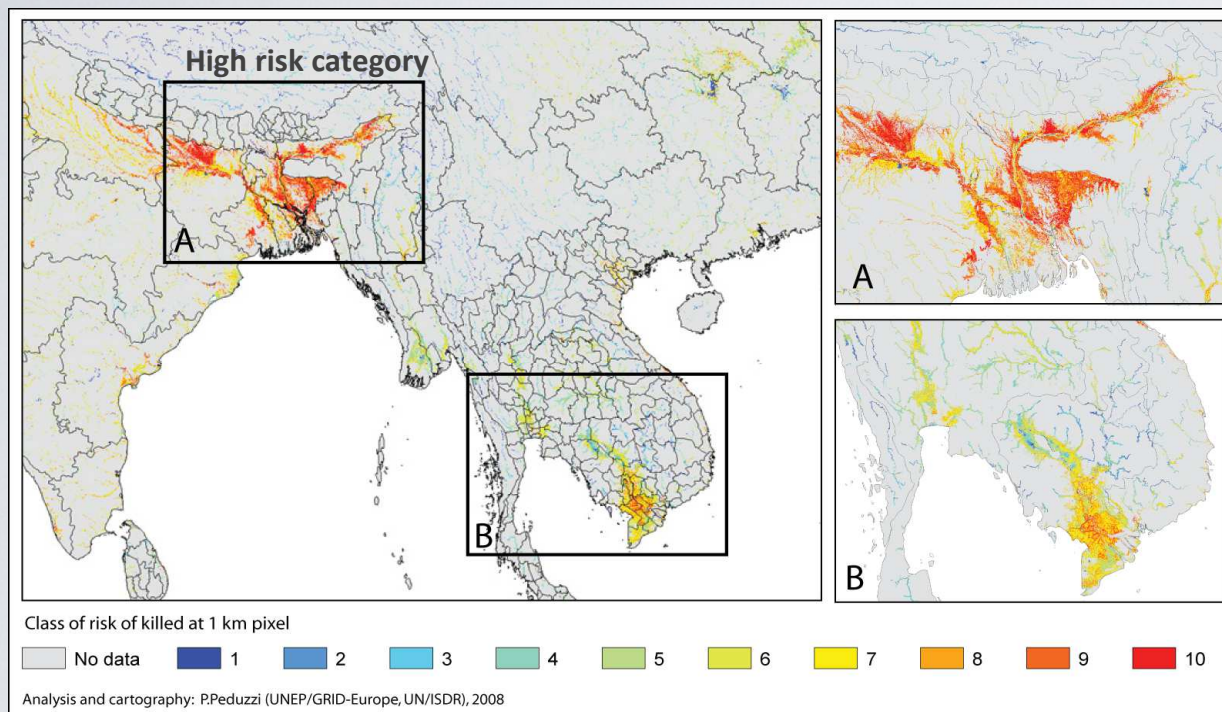 High risk category
A
B
A
B
Class of risk of killed at 1 km pixel
No data 1 2 3 4 5 6 7 8 9 10
Analysis and cartography: P.Peduzzi (UNEP/GRID-Europe, UN/ISDR), 2008